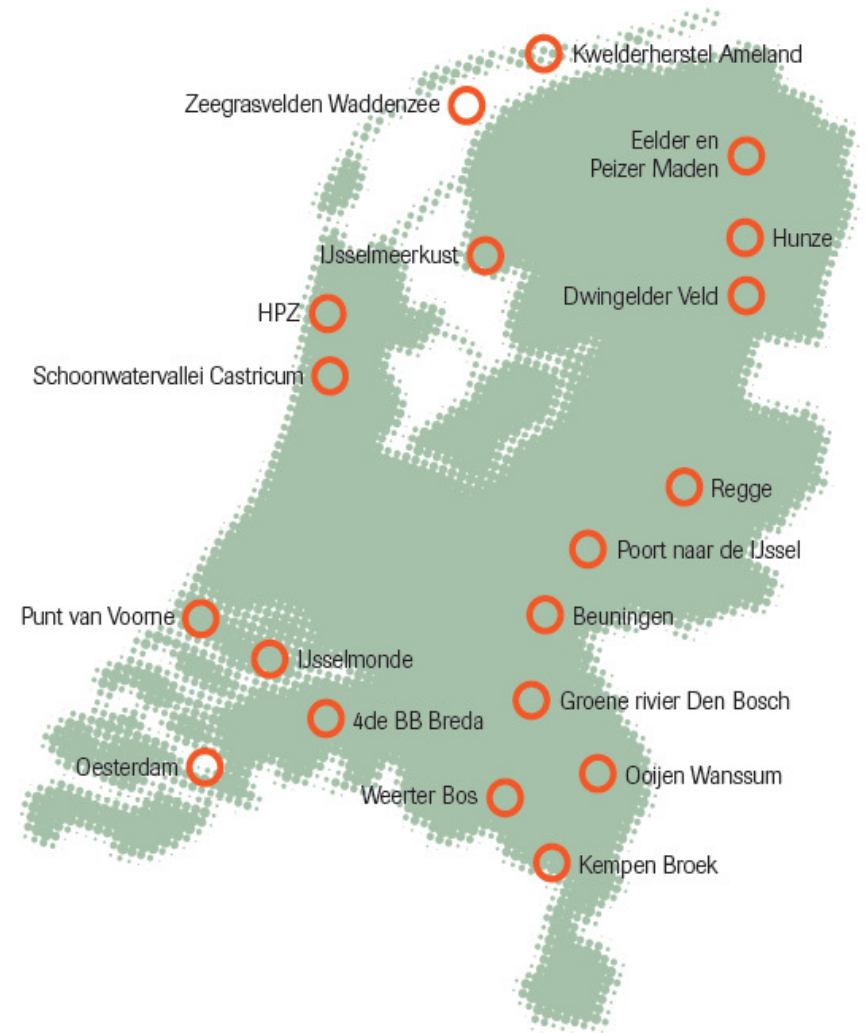 Kwelderherstel Ameland
Zeegrasvelden Waddenzee
Eelder en
Peizer Maden
Hunze
IJsselmeerkust
Dwingelder Veld
HPZ
Schoonwatervallei Castricum
Regge
Poort naar de IJssel
Punt van Voorne
Beuningen
IJsselmonde
Groene rivier Den Bosch
4de BB Breda
Oesterdam
Ooijen Wanssum
Weerter Bos
Kempen Broek